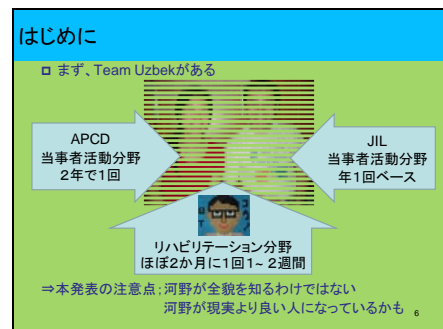 はじめに
まず、Team Uzbekがある
APCD
当事者活動分野
2年で1回
JIL
当事者活動分野
年1回ベース
リハビリテーション分野
ほぼ2か月に1回1~2週間
⇒本発表の注意点;河野が全貌を知るわけではない
河野が現実より良い人になっているかも
6